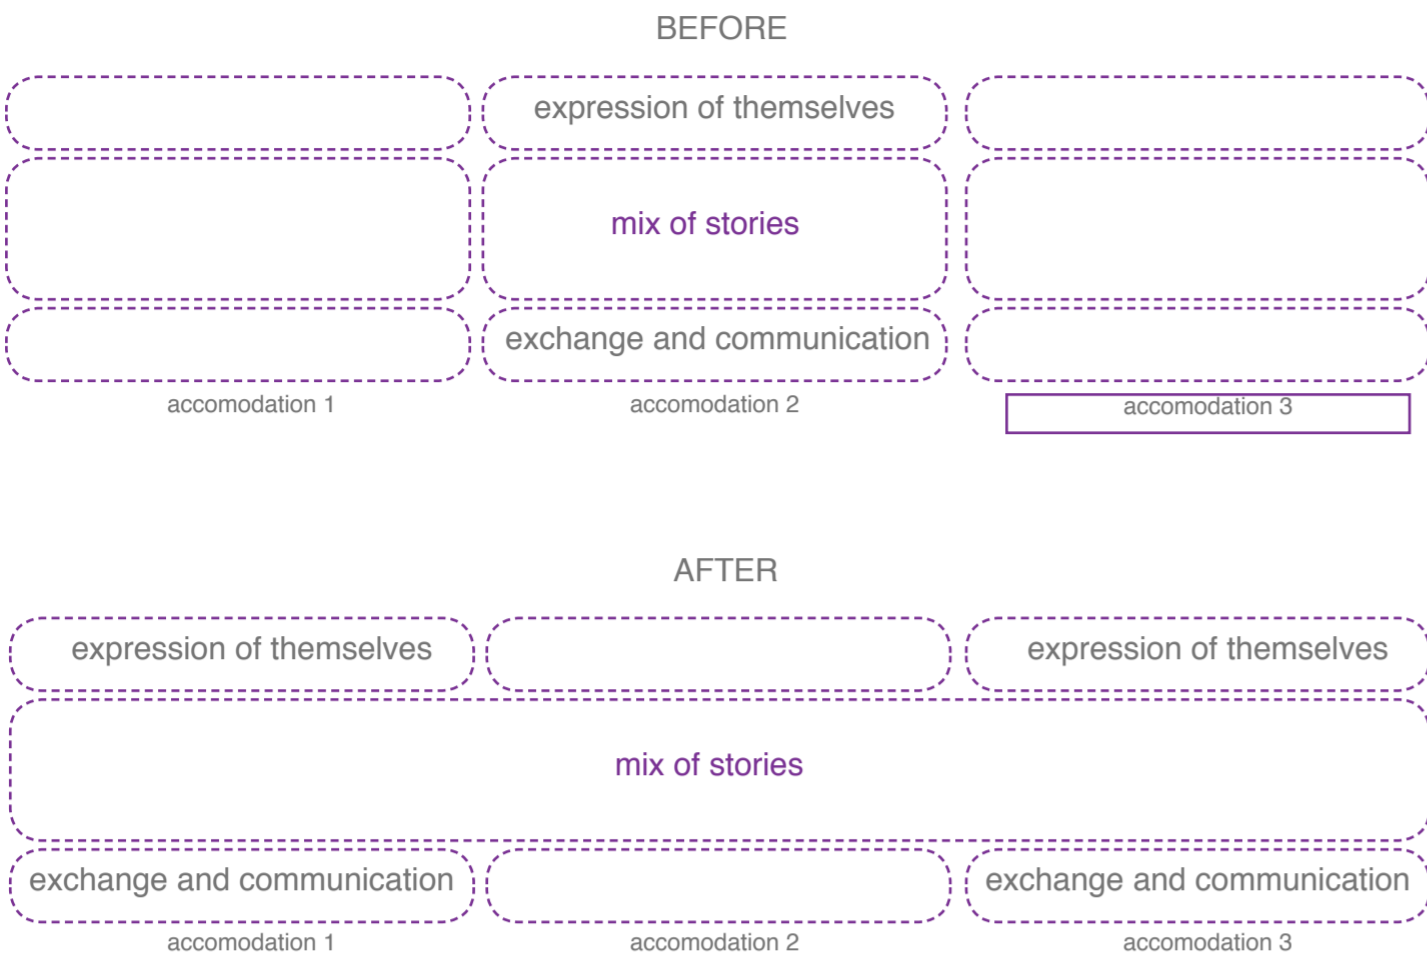 BEFORE
expression of themselves
mix of stories
exchange and communication
accomodation 1
accomodation 2
accomodation 3
AFTER
expression of themselves
expression of themselves
mix of stories
exchange and communication
exchange and communication
accomodation 1
accomodation 2
accomodation 3